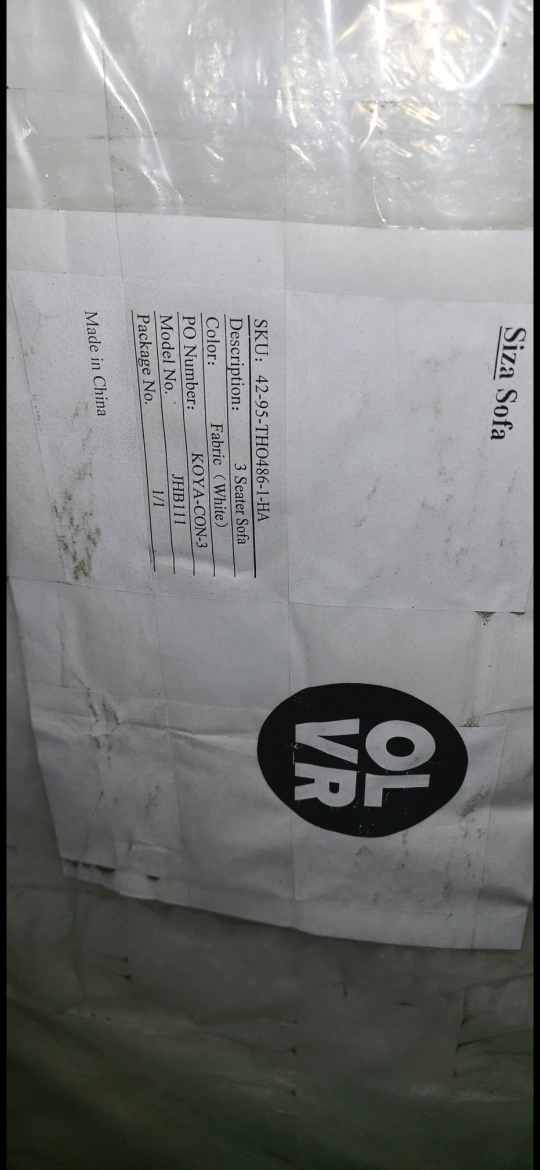 Siza Sofa
OL
VR
SKU: 42-95-THO486-1-HA
Description: 3 Seater Sofa
Color: Fabric (White)
PO Number: KOYA-CON-3
Model No. JHB111
Package No. 1/1
Made in China